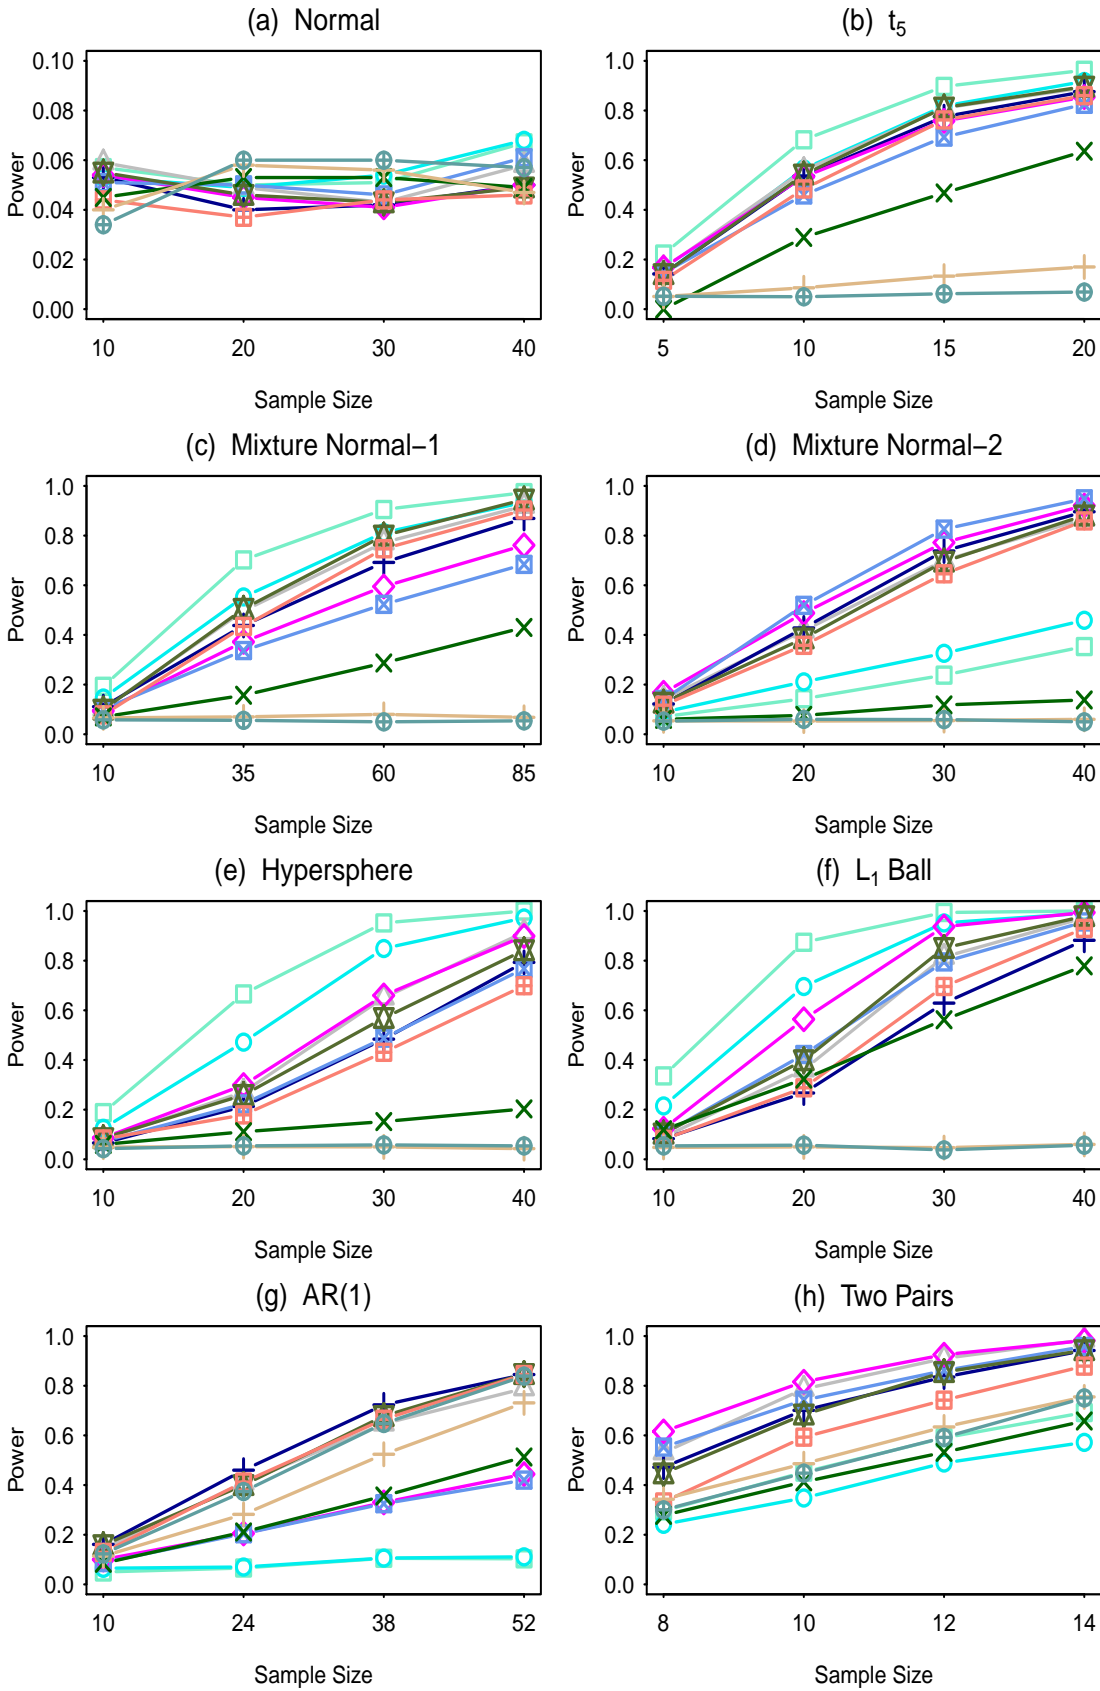 (a) Normal
0.10
0.08
0.06
0.04
0.02
0.00
Power
10 20 30 40
Sample Size
(b) t5
1.0
0.8
0.6
0.4
0.2
0.0
Power
5 10 15 20
Sample Size
(c) Mixture Normal−1
1.0
0.8
0.6
0.4
0.2
0.0
Power
10 35 60 85
Sample Size
(d) Mixture Normal−2
1.0
0.8
0.6
0.4
0.2
0.0
Power
10 20 30 40
Sample Size
(e) Hypersphere
1.0
0.8
0.6
0.4
0.2
0.0
Power
10 20 30 40
Sample Size
(f) L1 Ball
1.0
0.8
0.6
0.4
0.2
0.0
Power
10 20 30 40
Sample Size
(g) AR(1)
1.0
0.8
0.6
0.4
0.2
0.0
Power
10 24 38 52
Sample Size
(h) Two Pairs
1.0
0.8
0.6
0.4
0.2
0.0
Power
8 10 12 14
Sample Size